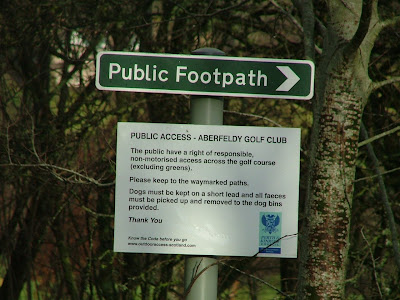 Public Footpath
PUBLIC ACCESS - ABERFELDY GOLF CLUB
The public have a right of responsible,
non-motorised access across the golf course
(excluding greens).
Please keep to the waymarked paths.
Dogs must be kept on a short lead and all faeces
must be picked up and removed to the dog bins
provided.
Thank You
Know the Code before you go
www.outdooraccess-scotland.com